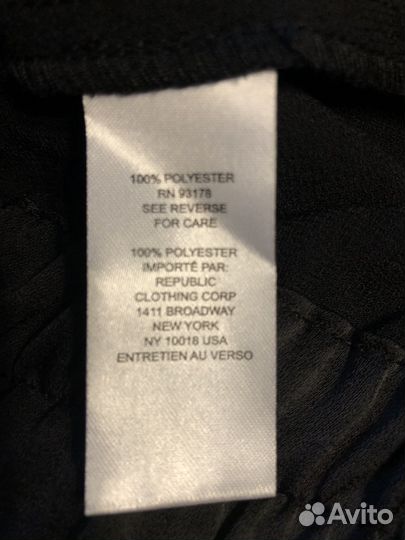 100% POLYESTER
RN 93178
SEE REVERSE
FOR CARE
100% POLYESTER
IMPORTÉ PAR:
REPUBLIC
CLOTHING CORP
1411 BROADWAY
NEW YORK
NY 10018 USA
ENTRETIEN AU VERSO
Avito